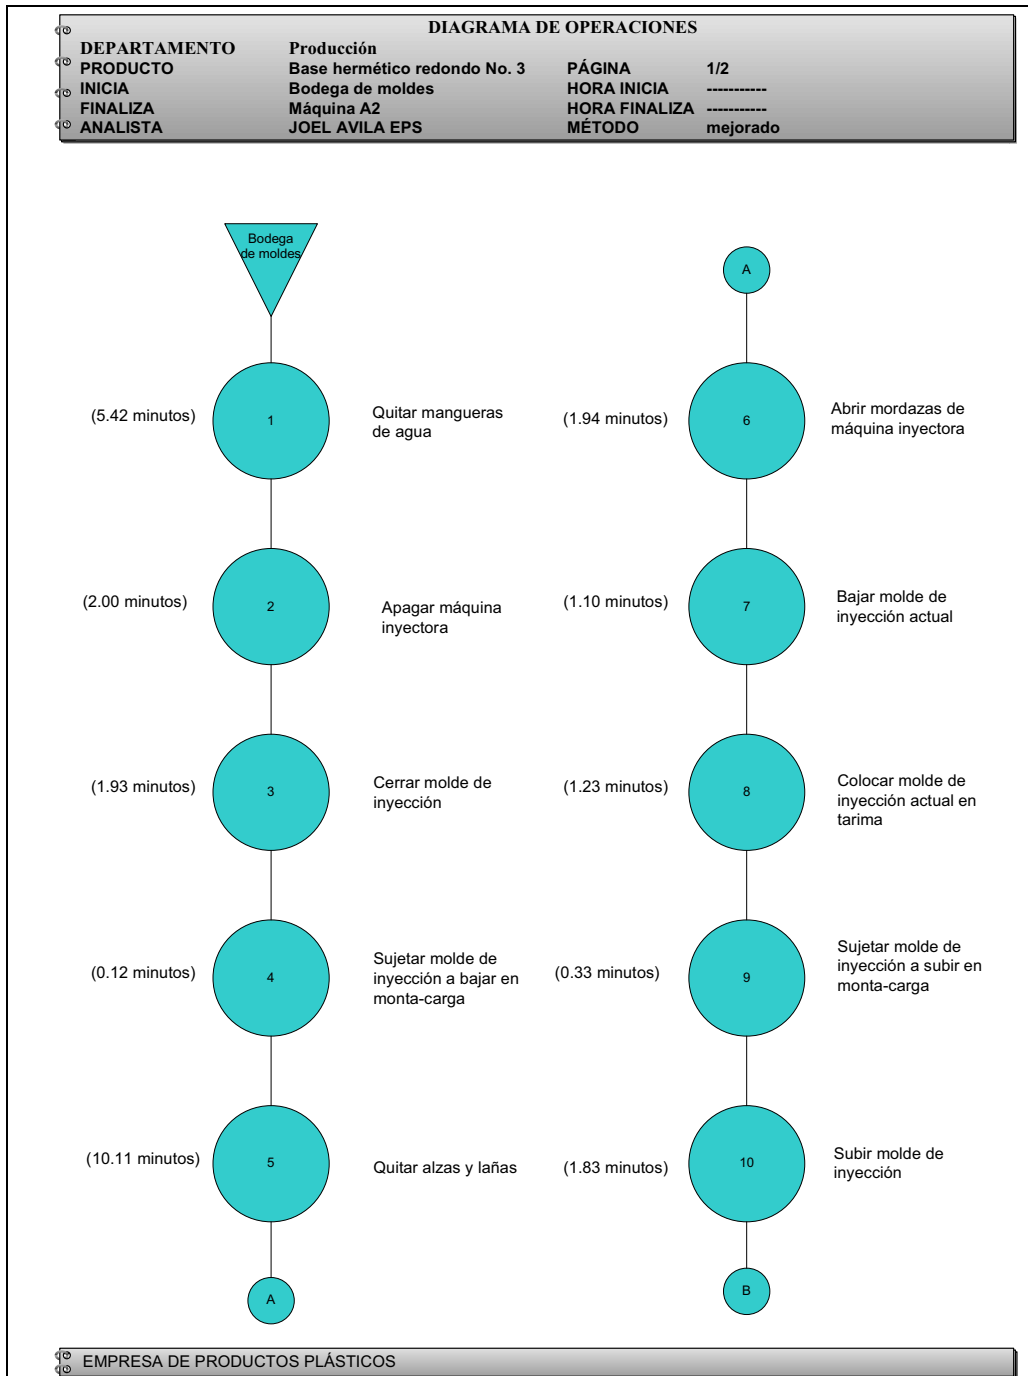 DIAGRAMA DE OPERACIONES
DEPARTAMENTO Producción
PRODUCTO Base hermético redondo No. 3 PÁGINA 1/2
INICIA Bodega de moldes HORA INICIA -----------
FINALIZA Máquina A2 HORA FINALIZA -----------
ANALISTA JOEL AVILA EPS MÉTODO mejorado
Bodega
de moldes
(5.42 minutos) 1 Quitar mangueras
de agua
(2.00 minutos) 2 Apagar máquina
inyectora
(1.93 minutos) 3 Cerrar molde de
inyección
(0.12 minutos) 4 Sujetar molde de
inyección a bajar en
monta-carga
(10.11 minutos) 5 Quitar alzas y lañas
A
A
(1.94 minutos) 6 Abrir mordazas de
máquina inyectora
(1.10 minutos) 7 Bajar molde de
inyección actual
(1.23 minutos) 8 Colocar molde de
inyección actual en
tarima
(0.33 minutos) 9 Sujetar molde de
inyección a subir en
monta-carga
(1.83 minutos) 10 Subir molde de
inyección
B
EMPRESA DE PRODUCTOS PLÁSTICOS